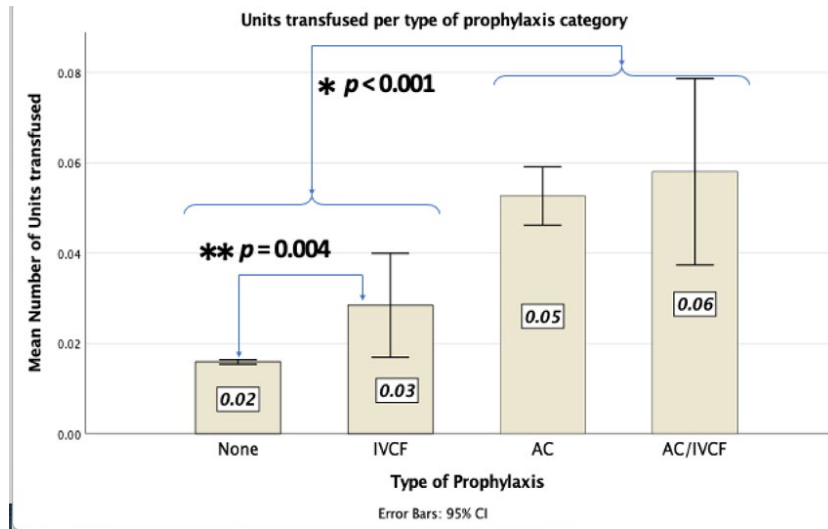 Units transfused per type of prophylaxis category
Mean Number of Units transfused
0.08
0.06
0.04
0.02
0.00
* p < 0.001
** p = 0.004
0.02
0.03
0.05
0.06
None IVCF AC AC/IVCF
Type of Prophylaxis
Error Bars: 95% CI